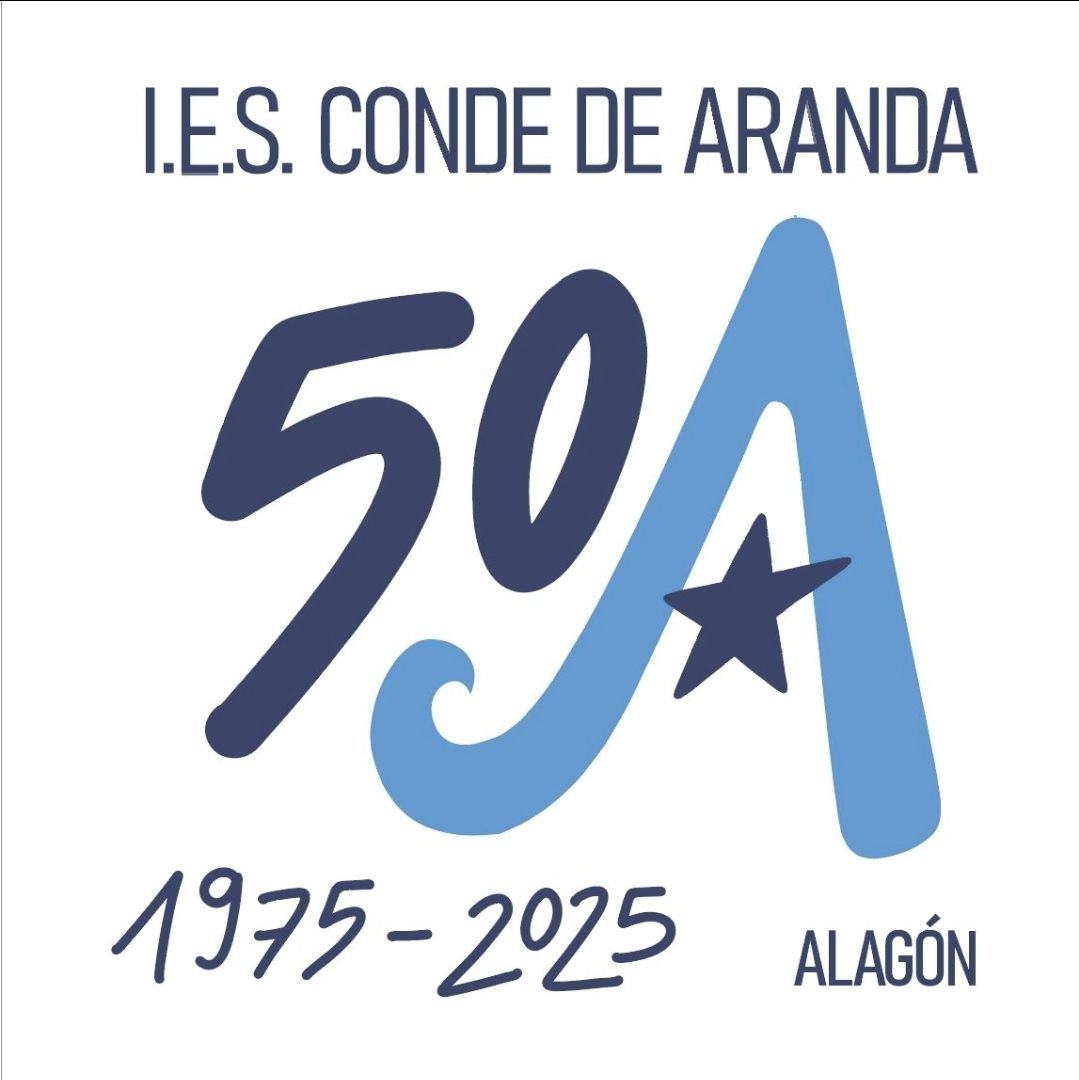 I.E.S. CONDE DE ARANDA
50A
1975-2025
ALAGÓN